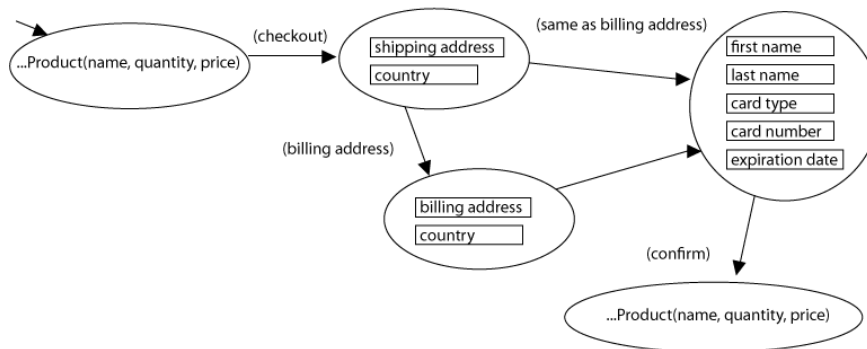 ...Product(name, quantity, price)
(checkout)
shipping address
country
(same as billing address)
first name
last name
card type
card number
expiration date
(billing address)
billing address
country
(confirm)
...Product(name, quantity, price)